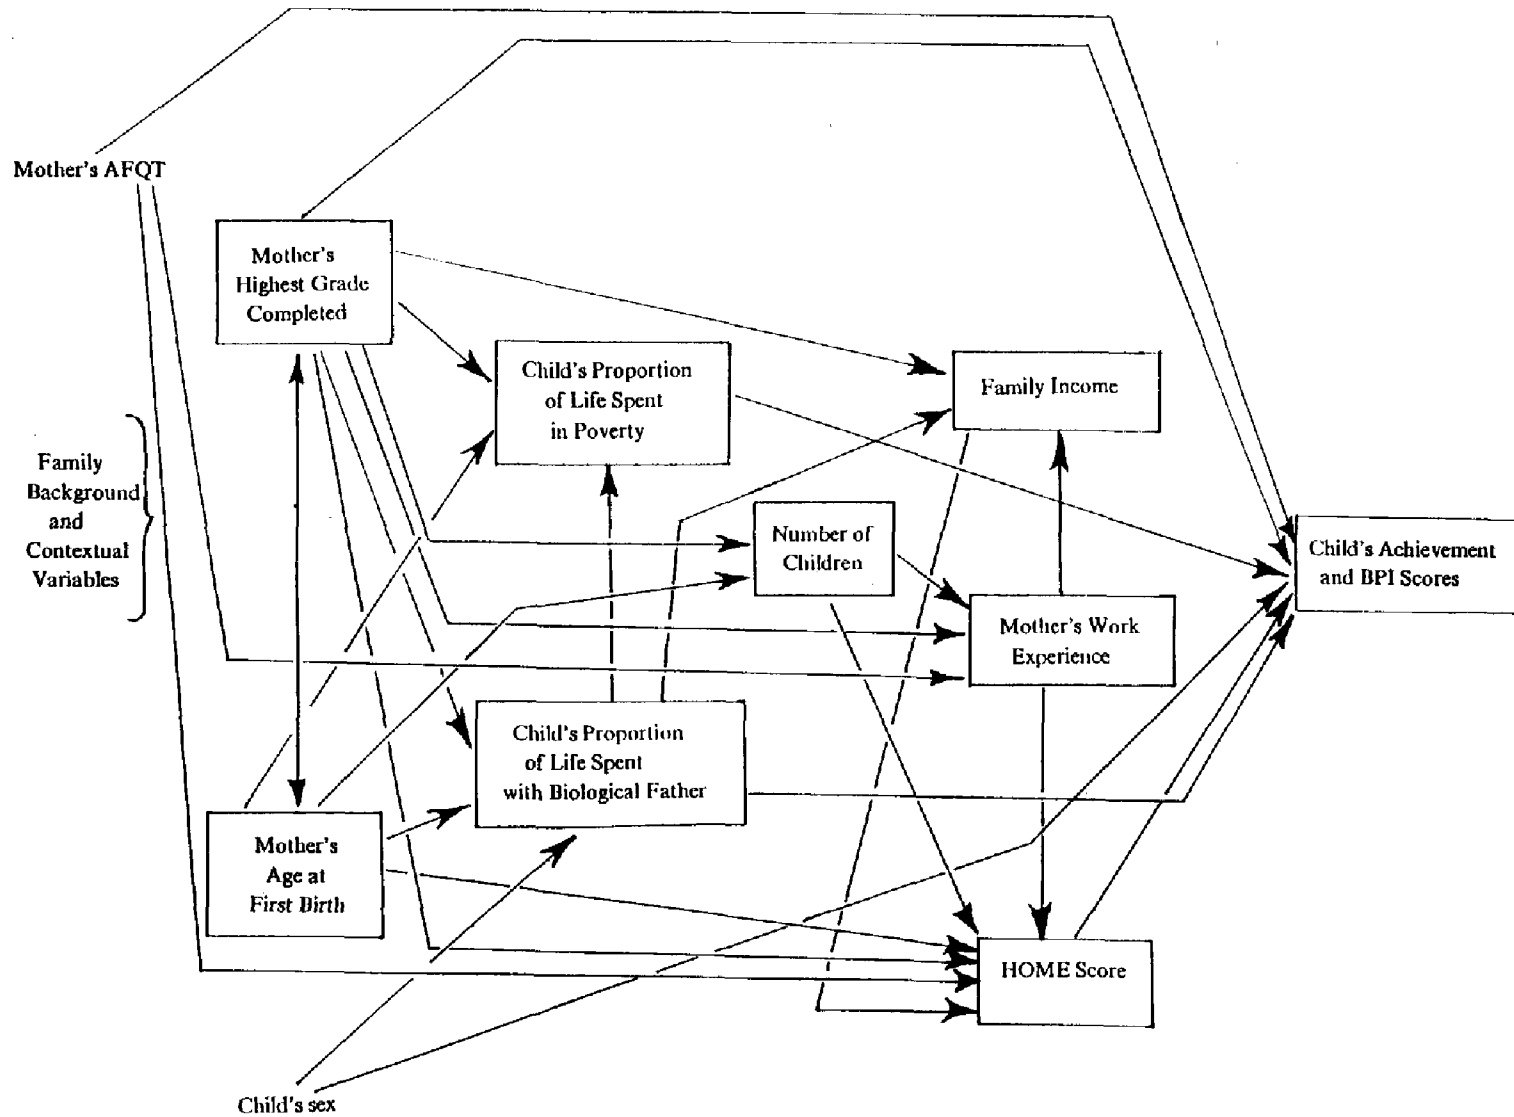 Mother's AFQT
Mother's
Highest Grade
Completed
Child's Proportion
of Life Spent
in Poverty
Family Income
Family
Background
and
Contextual
Variables
Number of
Children
Child's Achievement
and BPI Scores
Mother's Work
Experience
Child's Proportion
of Life Spent
with Biological Father
Mother's
Age at
First Birth
HOME Score
Child's sex